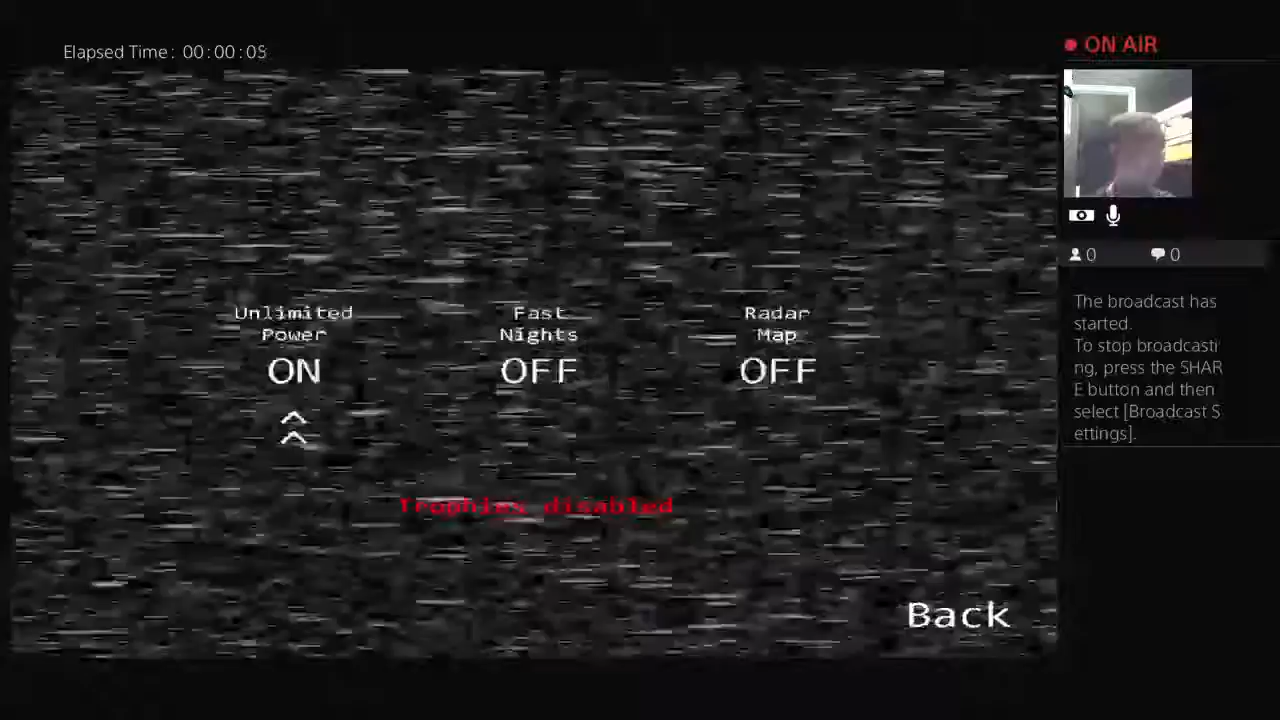 Elapsed Time: 00:00:05
ON AIR
0 0
The broadcast has
started.
To stop broadcasti
ng, press the SHAR
E button and then
select [Broadcast S
ettings].
Unlimited
Power
ON
Fast
Nights
OFF
Radar
Map
OFF
Trophies disabled
Back